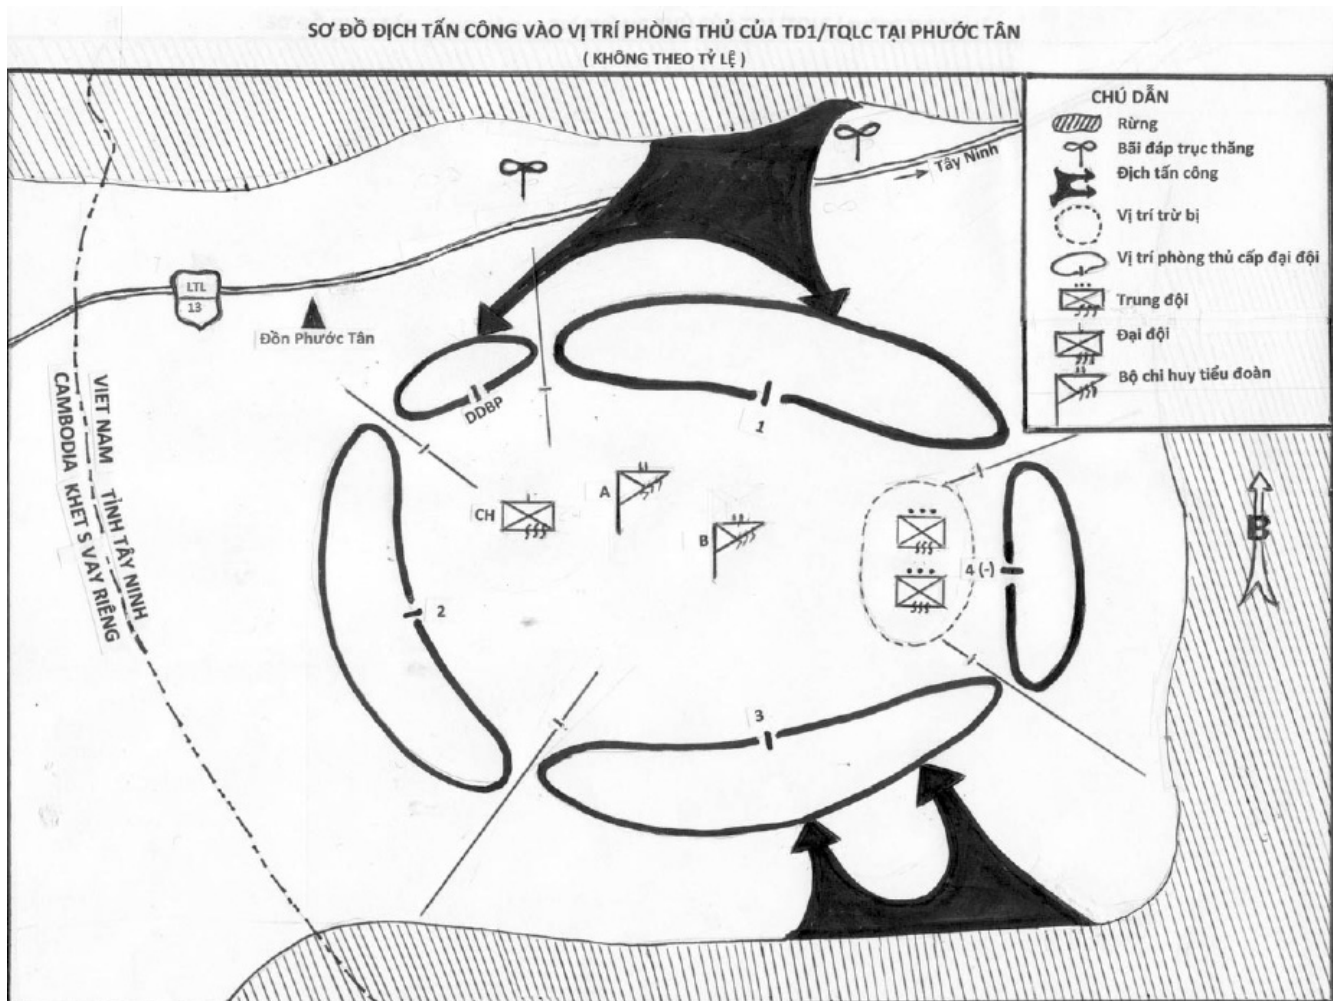 SƠ ĐỒ ĐỊCH TẤN CÔNG VÀO VỊ TRÍ PHÒNG THỦ CỦA TD1/TQLC TẠI PHƯỚC TÂN
( KHÔNG THEO TỶ LỆ )
CHÚ DẪN
Rừng
Bãi đáp trực thăng
Địch tấn công
Vị trí trừ bị
Vị trí phòng thủ cấp đại đội
Trung đội
Đại đội
Bộ chỉ huy tiểu đoàn
Tây Ninh
LTL
13
Đồn Phước Tân
DDBP
1
VIET NAM TỈNH TÂY NINH
CAMBODIA KHET S VAY RIÊNG
CH
A
B
2
4 (-)
3
B